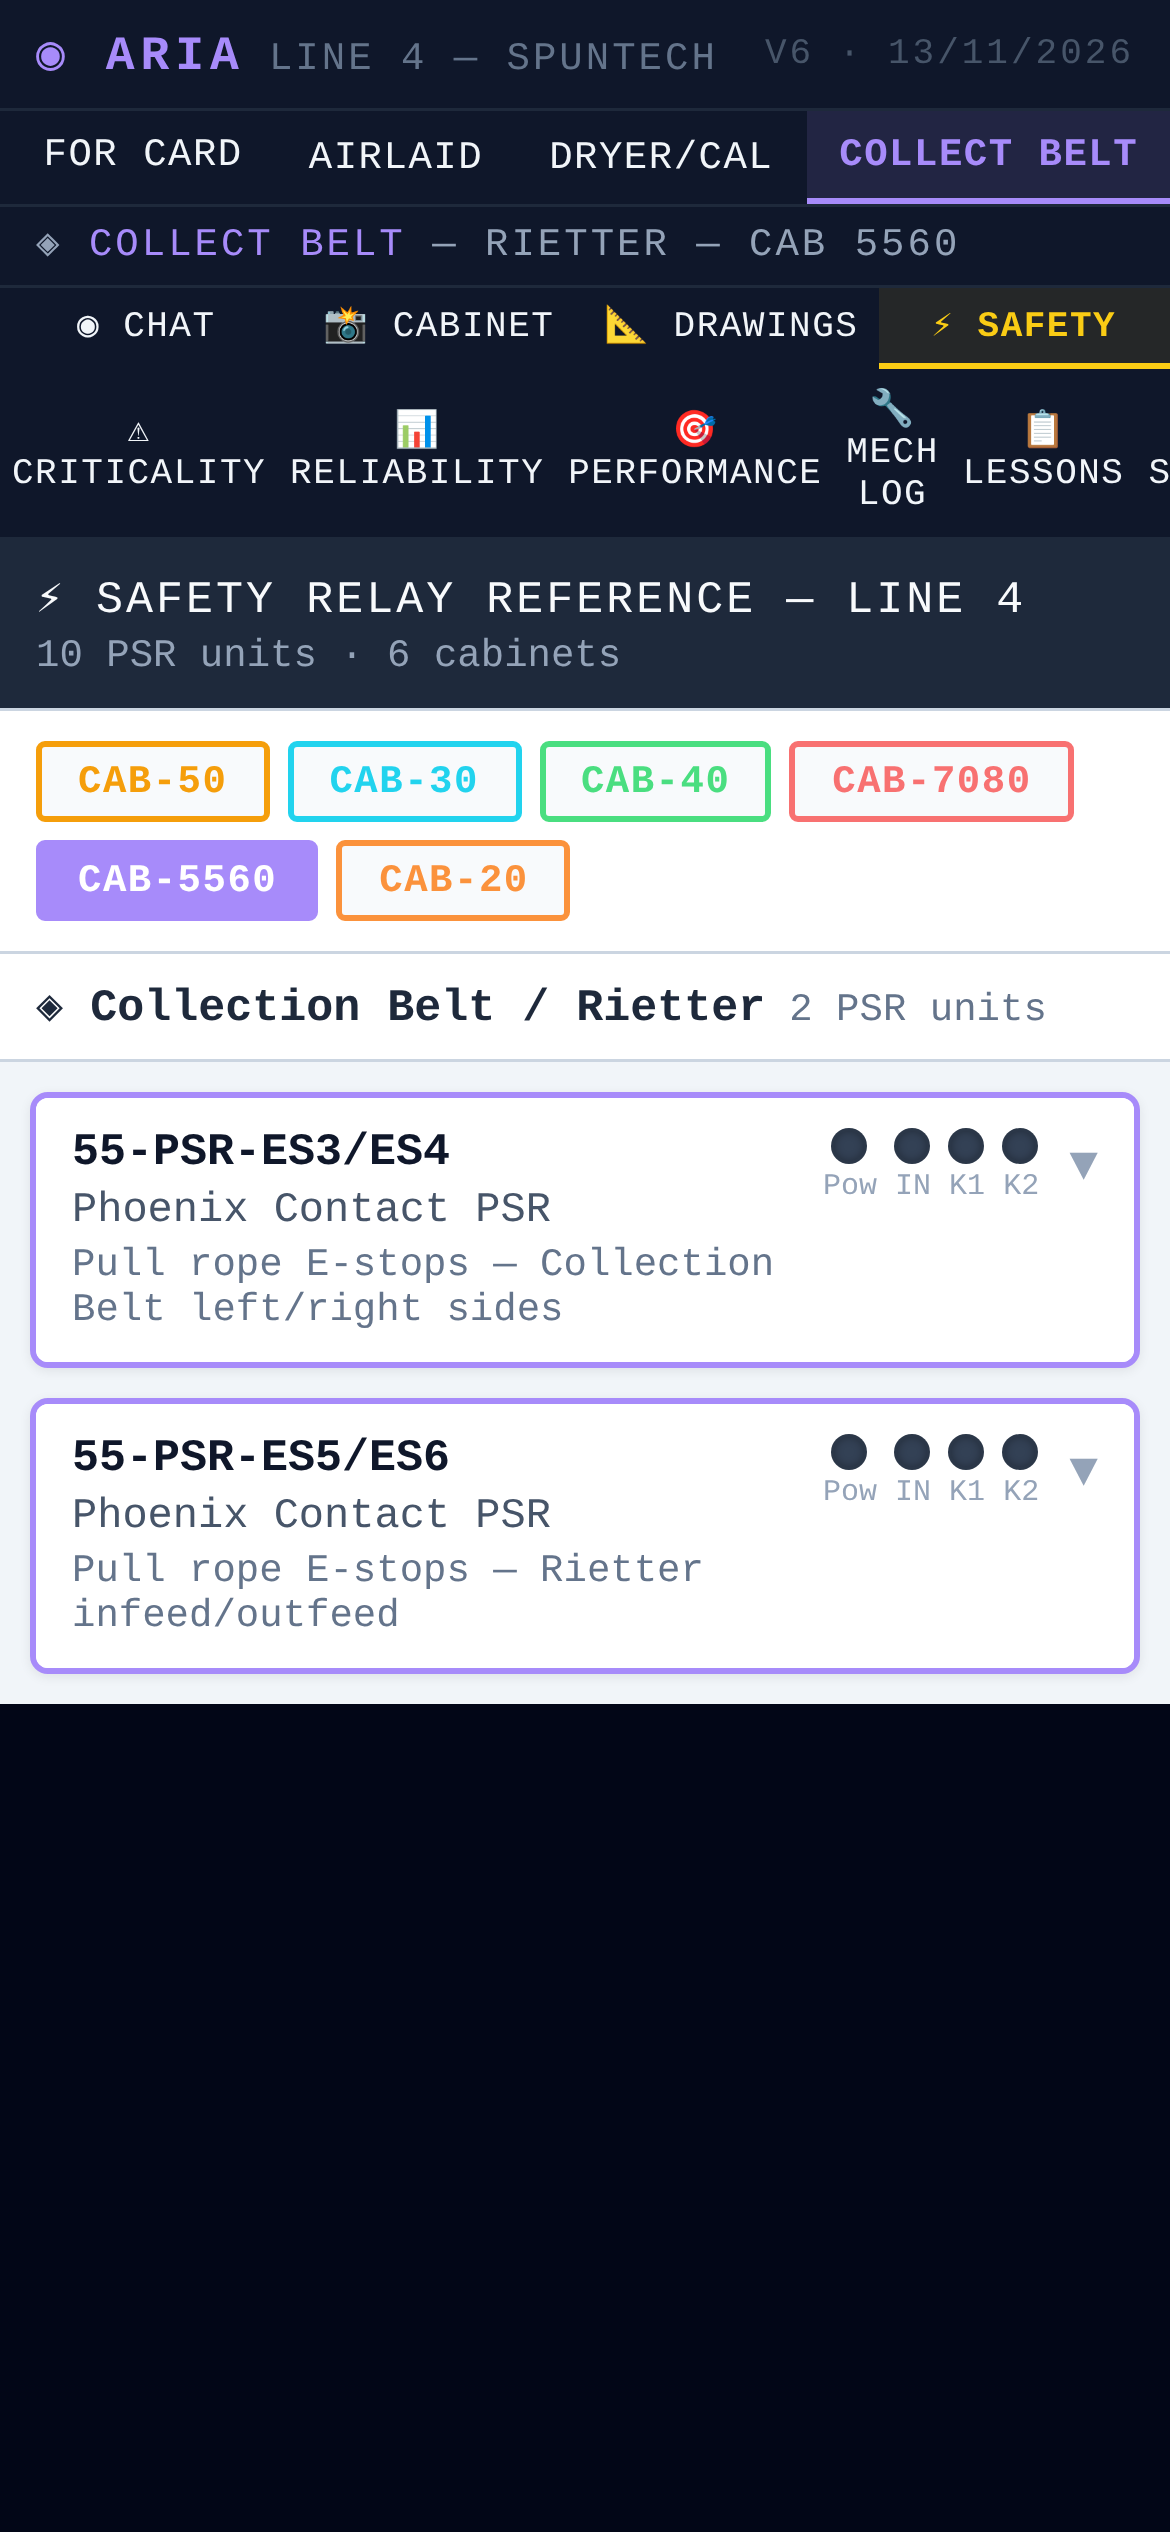 ◉ ARIA LINE 4 — SPUNTECH V6 · 13/11/2026
FOR CARD AIRLAID DRYER/CAL COLLECT BELT
◈ COLLECT BELT — RIETTER — CAB 5560
◉ CHAT 📸 CABINET 📐 DRAWINGS ⚡ SAFETY
⚠ CRITICALITY
📊 RELIABILITY
🎯 PERFORMANCE
🔧 MECH
LOG
📋 LESSONS
S
⚡ SAFETY RELAY REFERENCE — LINE 4
10 PSR units · 6 cabinets
CAB-50 CAB-30 CAB-40 CAB-7080
CAB-5560 CAB-20
◈ Collection Belt / Rietter 2 PSR units
55-PSR-ES3/ES4
Phoenix Contact PSR
Pull rope E-stops — Collection
Belt left/right sides
Pow IN K1 K2 ▼
55-PSR-ES5/ES6
Phoenix Contact PSR
Pull rope E-stops — Rietter
infeed/outfeed
Pow IN K1 K2 ▼